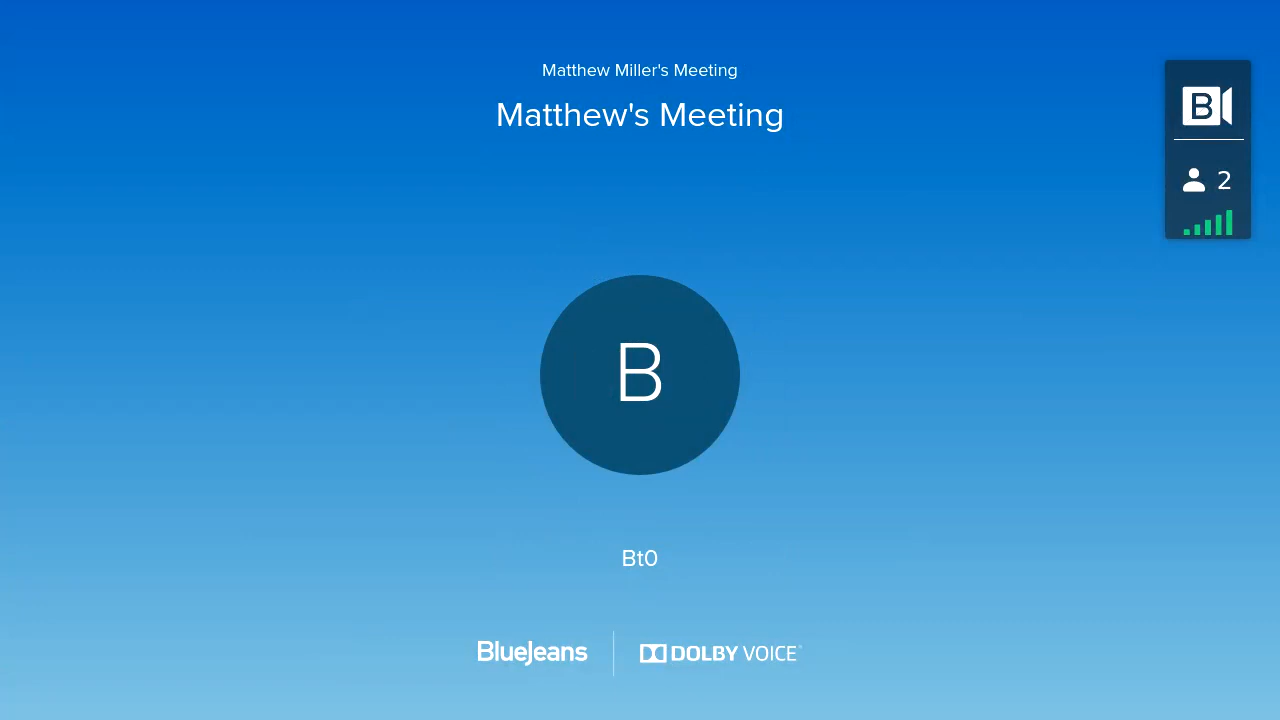 Matthew Miller's Meeting
Matthew's Meeting
B
2
B
Bt0
BlueJeans
DOLBY VOICE